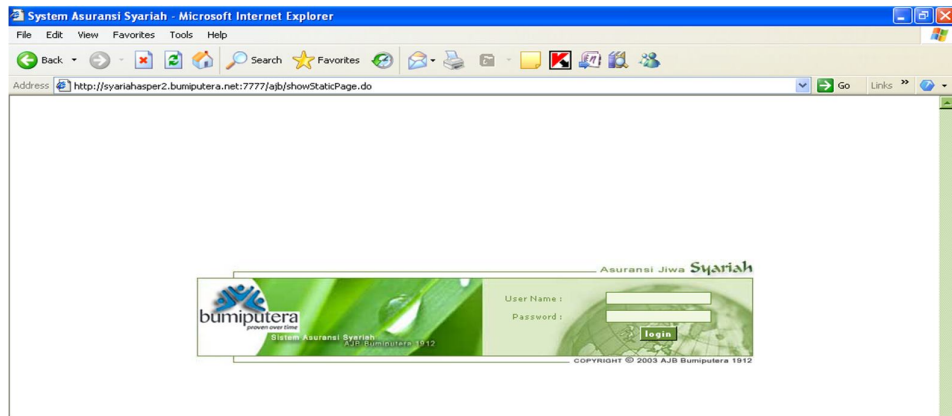 System Asuransi Syariah - Microsoft Internet Explorer
File Edit View Favorites Tools Help
Back Search Favorites
Address http://syariahasper2.bumiputera.net:7777/ajb/showStaticPage.do Go Links »
Asuransi Jiwa Syariah
bumiputera
proven over time
Sistem Asuransi Syariah
AJB Bumiputera 1912
User Name :
Password :
login
COPYRIGHT © 2003 AJB Bumiputera 1912